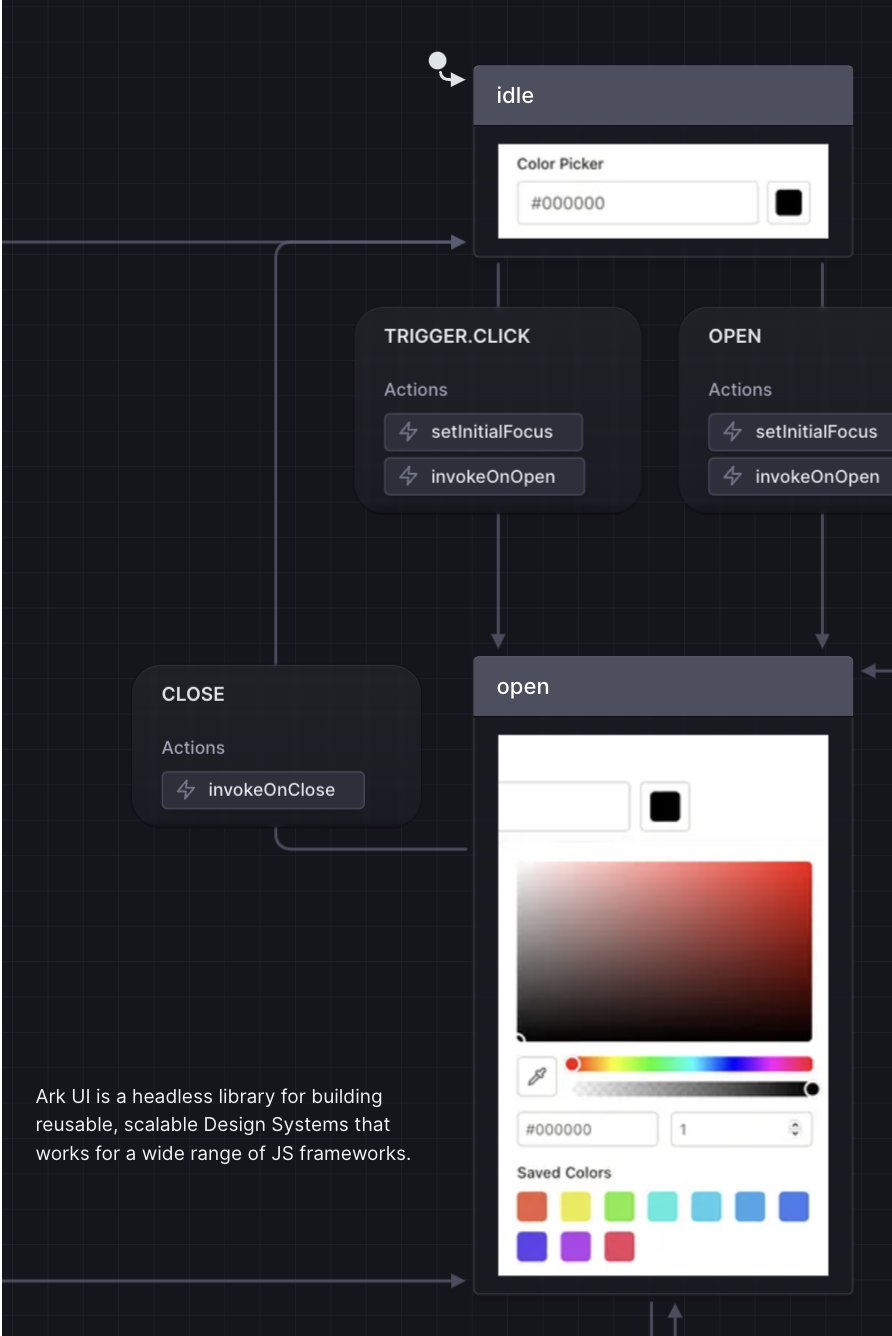 idle
Color Picker
#000000
TRIGGER.CLICK
Actions
setInitialFocus
invokeOnOpen
OPEN
Actions
setInitialFocus
invokeOnOpen
CLOSE
Actions
invokeOnClose
open
#000000
1
Saved Colors
Ark UI is a headless library for building
reusable, scalable Design Systems that
works for a wide range of JS frameworks.